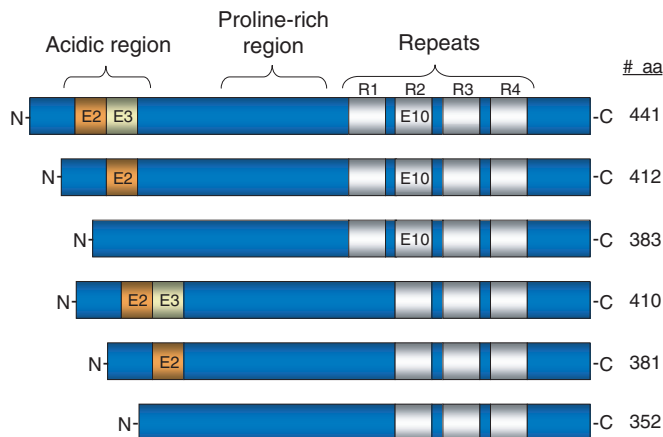 Proline-rich
region
Acidic region
Repeats
# aa
R1 R2 R3 R4
N- E2 E3 E10 -C 441
N- E2 E10 -C 412
N- E10 -C 383
N- E2 E3 -C 410
N- E2 -C 381
N- -C 352